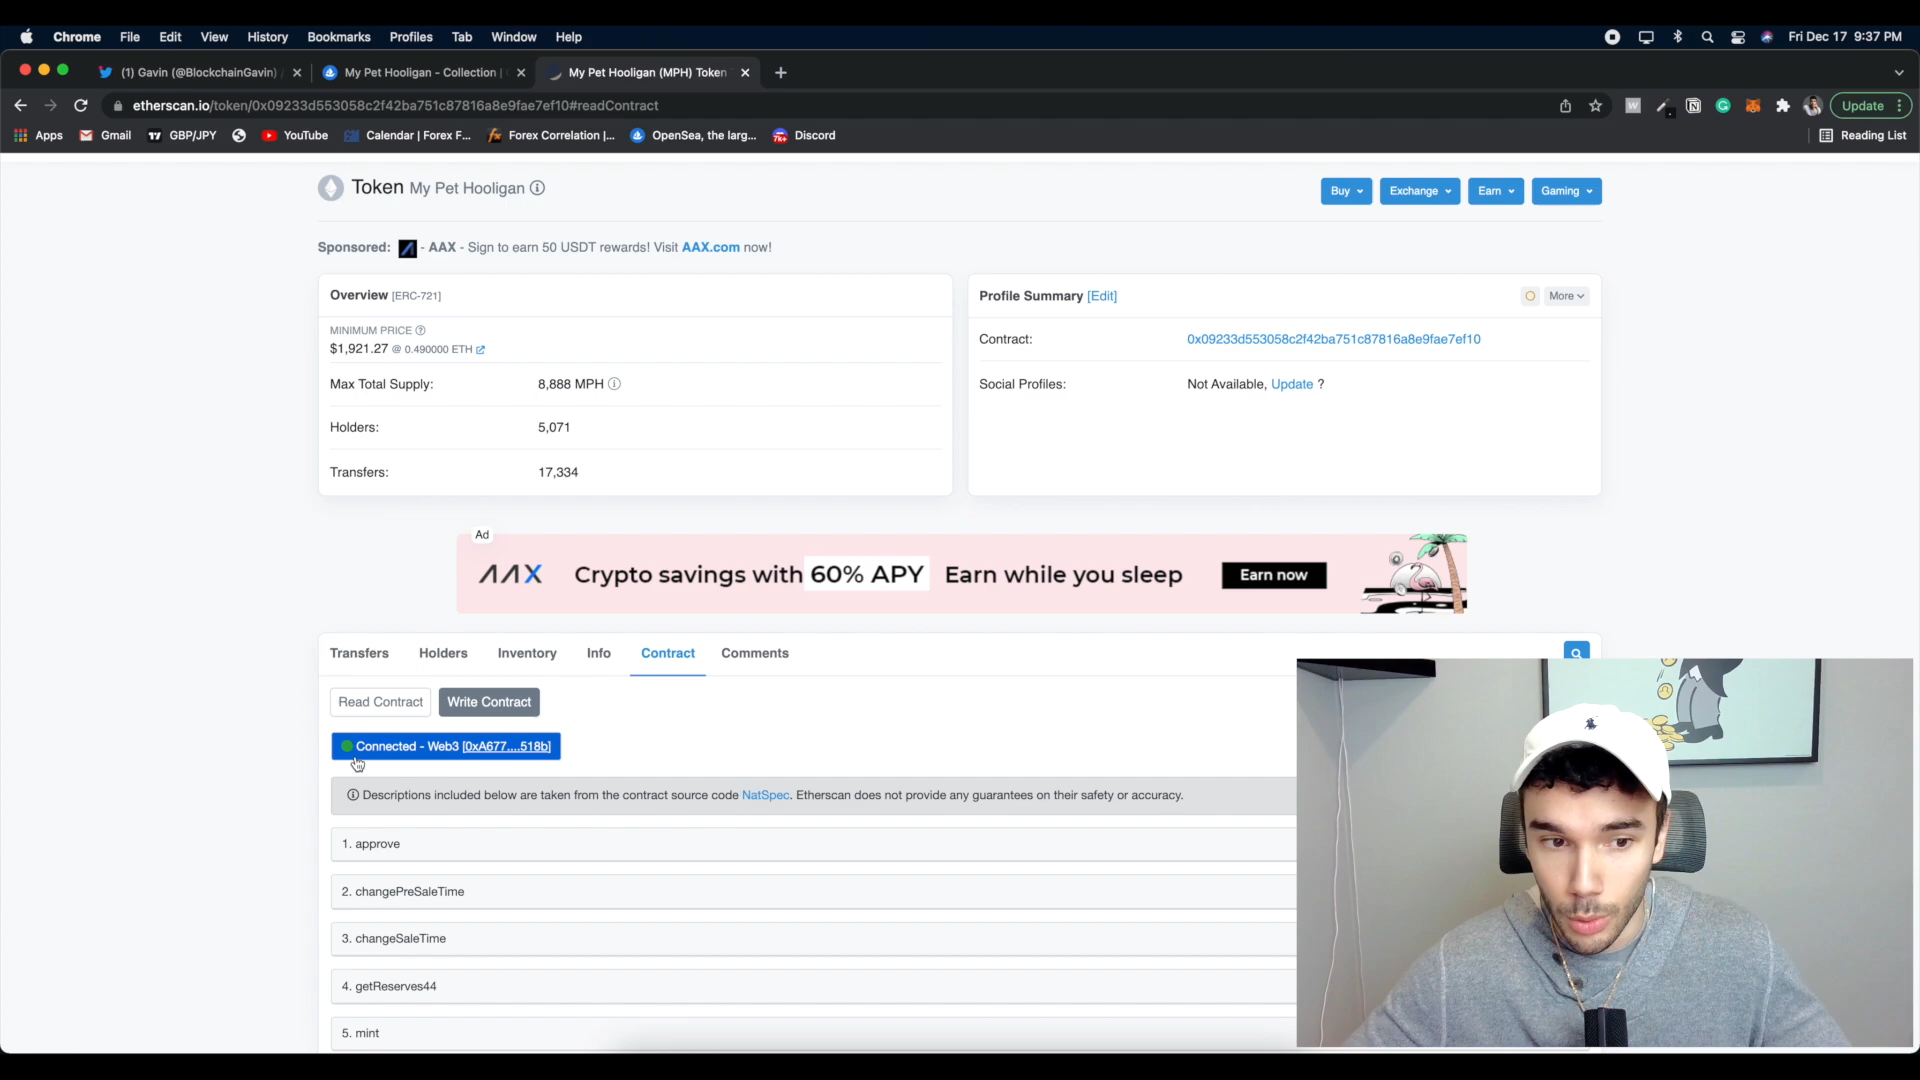 Chrome File Edit View History Bookmarks Profiles Tab Window Help Fri Dec 17 9:37 PM
(1) Gavin (@BlockchainGavin) / My Pet Hooligan - Collection | My Pet Hooligan (MPH) Token
etherscan.io/token/0x09233d553058c2f42ba751c87816a8e9fae7ef10#readContract Update
Apps Gmail GBP/JPY YouTube Calendar | Forex F... Forex Correlation |... OpenSea, the larg... Discord Reading List
Token My Pet Hooligan
Buy Exchange Earn Gaming
Sponsored: - AAX - Sign to earn 50 USDT rewards! Visit AAX.com now!
Overview [ERC-721]
MINIMUM PRICE
$1,921.27 @ 0.490000 ETH
Max Total Supply: 8,888 MPH
Holders: 5,071
Transfers: 17,334
Profile Summary [Edit] More
Contract: 0x09233d553058c2f42ba751c87816a8e9fae7ef10
Social Profiles: Not Available, Update ?
Ad
AAX Crypto savings with 60% APY Earn while you sleep Earn now
Transfers Holders Inventory Info Contract Comments
Read Contract Write Contract
Connected - Web3 [0xA677....518b]
Descriptions included below are taken from the contract source code NatSpec. Etherscan does not provide any guarantees on their safety or accuracy.
1. approve
2. changePreSaleTime
3. changeSaleTime
4. getReserves44
5. mint